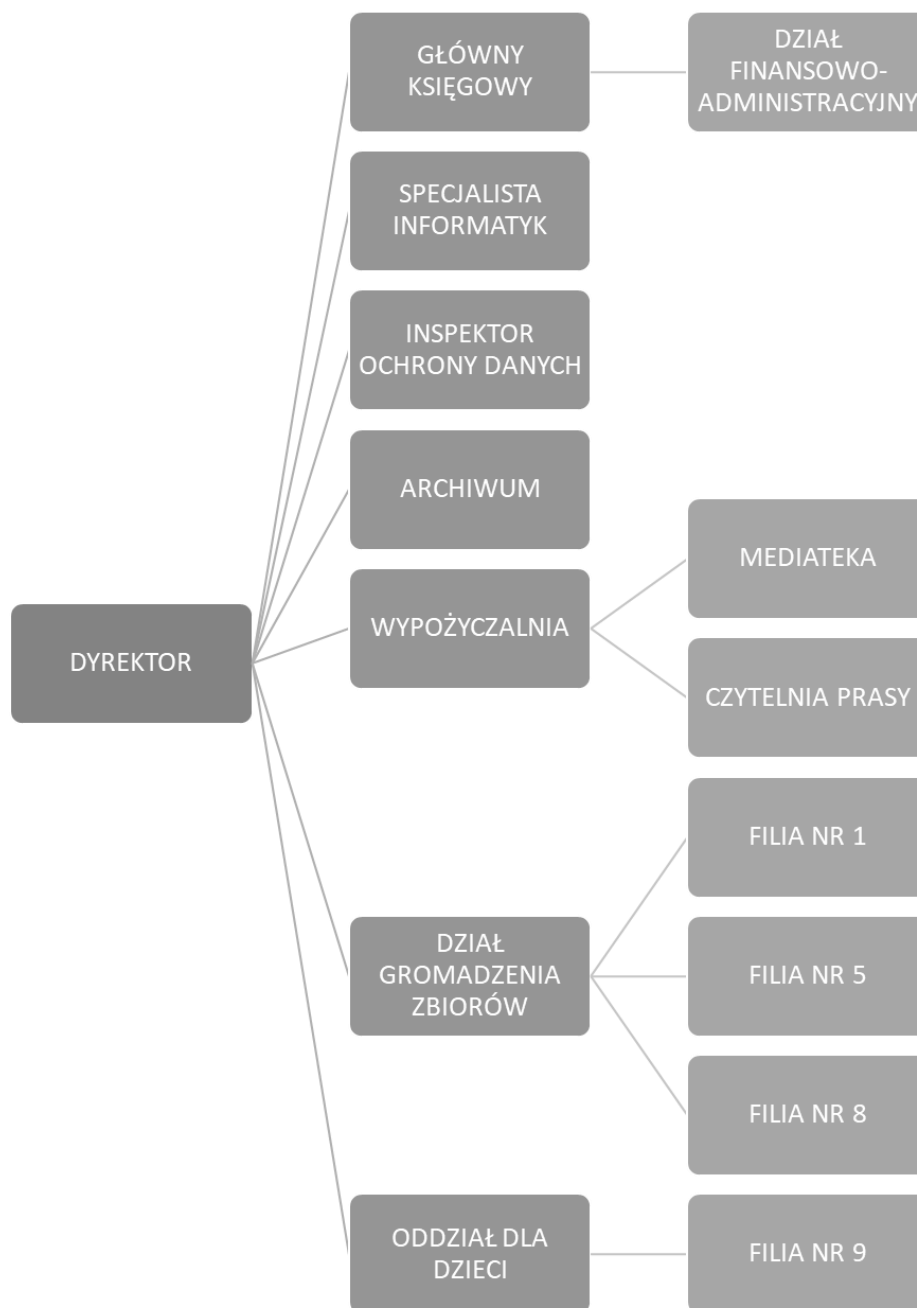 GŁÓWNY
KSIĘGOWY
DZIAŁ
FINANSOWO-
ADMINISTRACYJNY
SPECJALISTA
INFORMATYK
INSPEKTOR
OCHRONY DANYCH
ARCHIWUM
MEDIATEKA
WYPOŻYCZALNIA
DYREKTOR
CZYTELNIA PRASY
FILIA NR 1
DZIAŁ
GROMADZENIA
ZBIORÓW
FILIA NR 5
FILIA NR 8
ODDZIAŁ DLA
DZIECI
FILIA NR 9